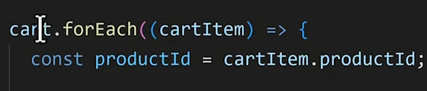 cart.forEach((cartItem) => {
const productId = cartItem.productId;